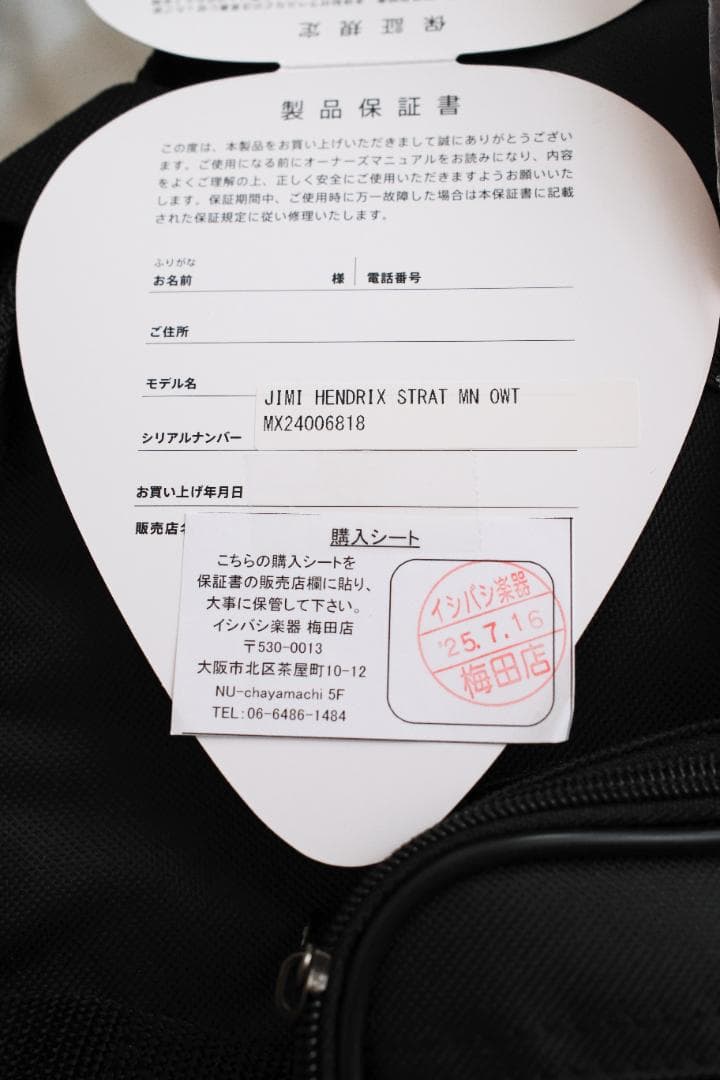 保証規定
製品保証書
この度は、本製品をお買い上げいただきまして誠にありがとうござい
ます。ご使用になる前にオーナーズマニュアルをお読みになり、内容
をよくご理解の上、正しく安全にご使用いただきますようお願いいた
します。保証期間中、ご使用時に万一故障した場合は本保証書に記載
された保証規定に従い修理いたします。
ふりがな
お名前 様 電話番号
ご住所
モデル名
JIMI HENDRIX STRAT MN OWT
MX24006818
シリアルナンバー
お買い上げ年月日
販売店
購入シート
こちらの購入シートを
保証書の販売店欄に貼り、
大事に保管して下さい。
イシバシ楽器 梅田店
〒530-0013
大阪市北区茶屋町10-12
NU-chayamachi 5F
TEL:06-6486-1484
イシバシ楽器
'25.7.16
梅田店